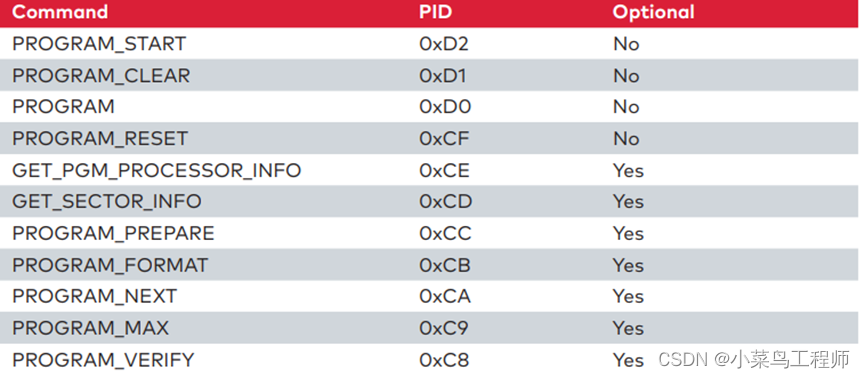 Command PID Optional
PROGRAM_START 0xD2 No
PROGRAM_CLEAR 0xD1 No
PROGRAM 0xD0 No
PROGRAM_RESET 0xCF No
GET_PGM_PROCESSOR_INFO 0xCE Yes
GET_SECTOR_INFO 0xCD Yes
PROGRAM_PREPARE 0xCC Yes
PROGRAM_FORMAT 0xCB Yes
PROGRAM_NEXT 0xCA Yes
PROGRAM_MAX 0xC9 Yes
PROGRAM_VERIFY 0xC8 Yes CSDN @小菜鸟工程师